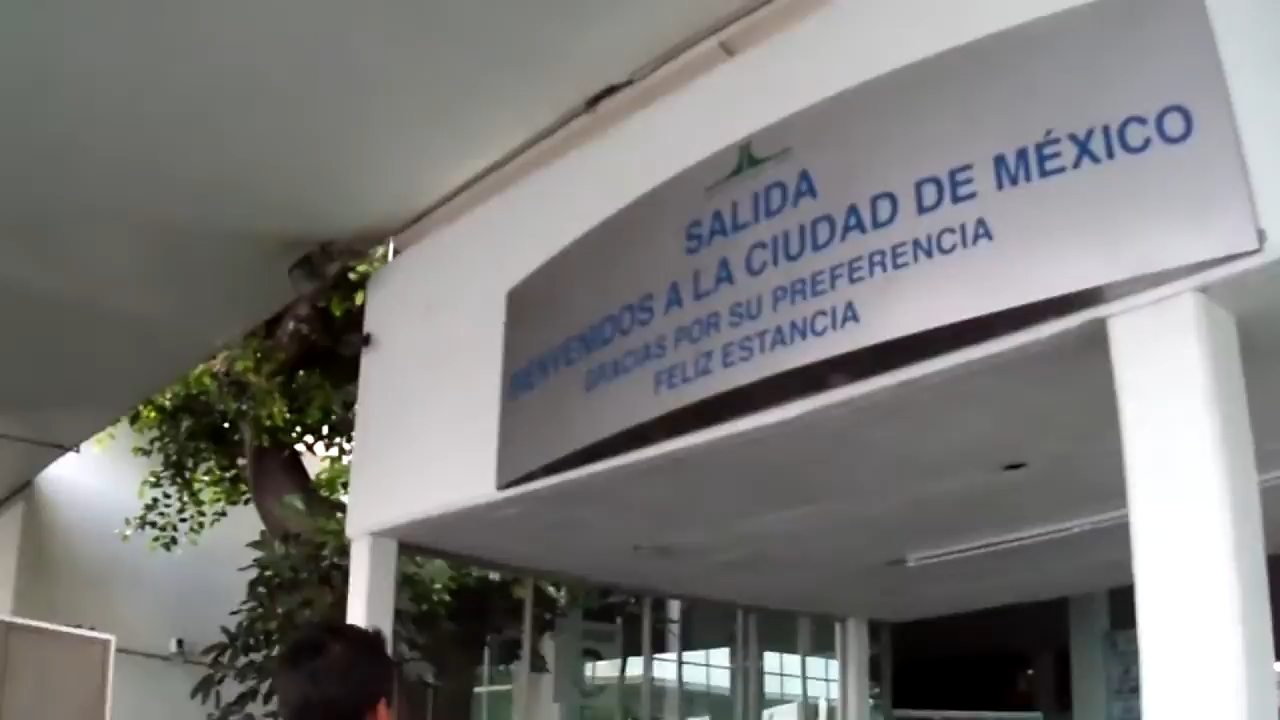 SALIDA
BIENVENIDOS A LA CIUDAD DE MÉXICO
GRACIAS POR SU PREFERENCIA
FELIZ ESTANCIA